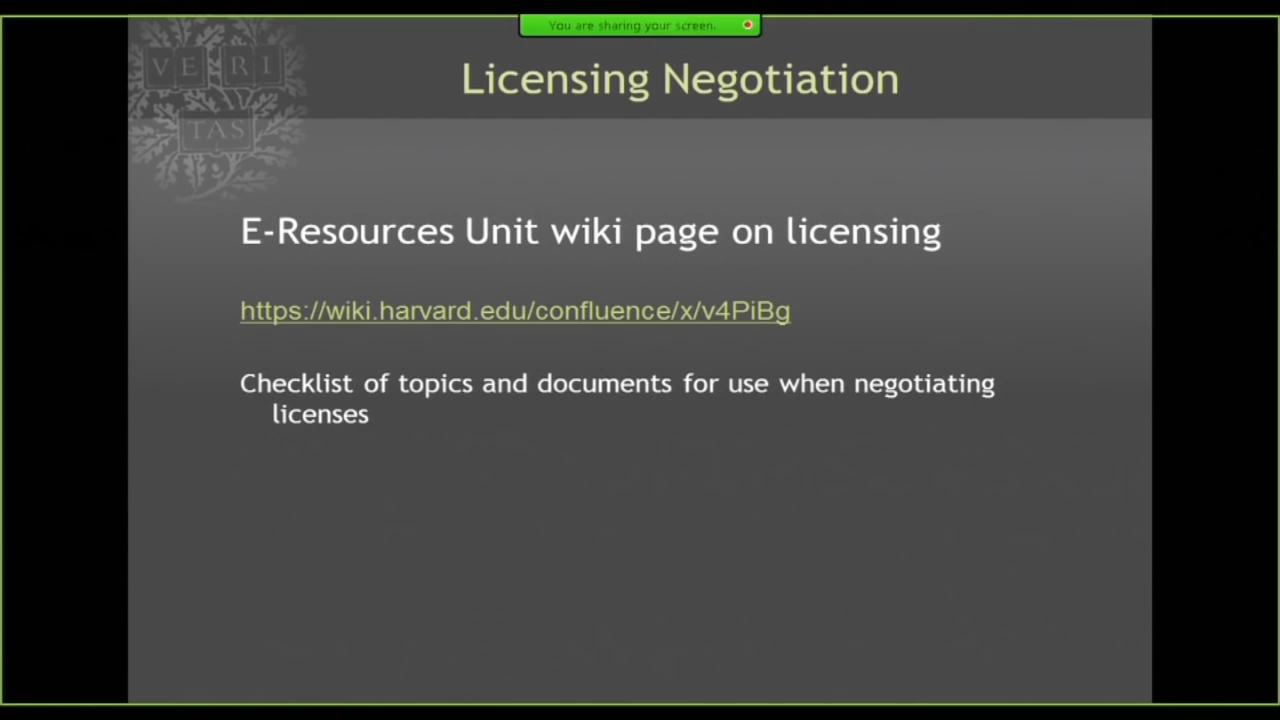 You are sharing your screen.
VE RI
TAS
Licensing Negotiation
E-Resources Unit wiki page on licensing
https://wiki.harvard.edu/confluence/x/v4PiBg
Checklist of topics and documents for use when negotiating
licenses